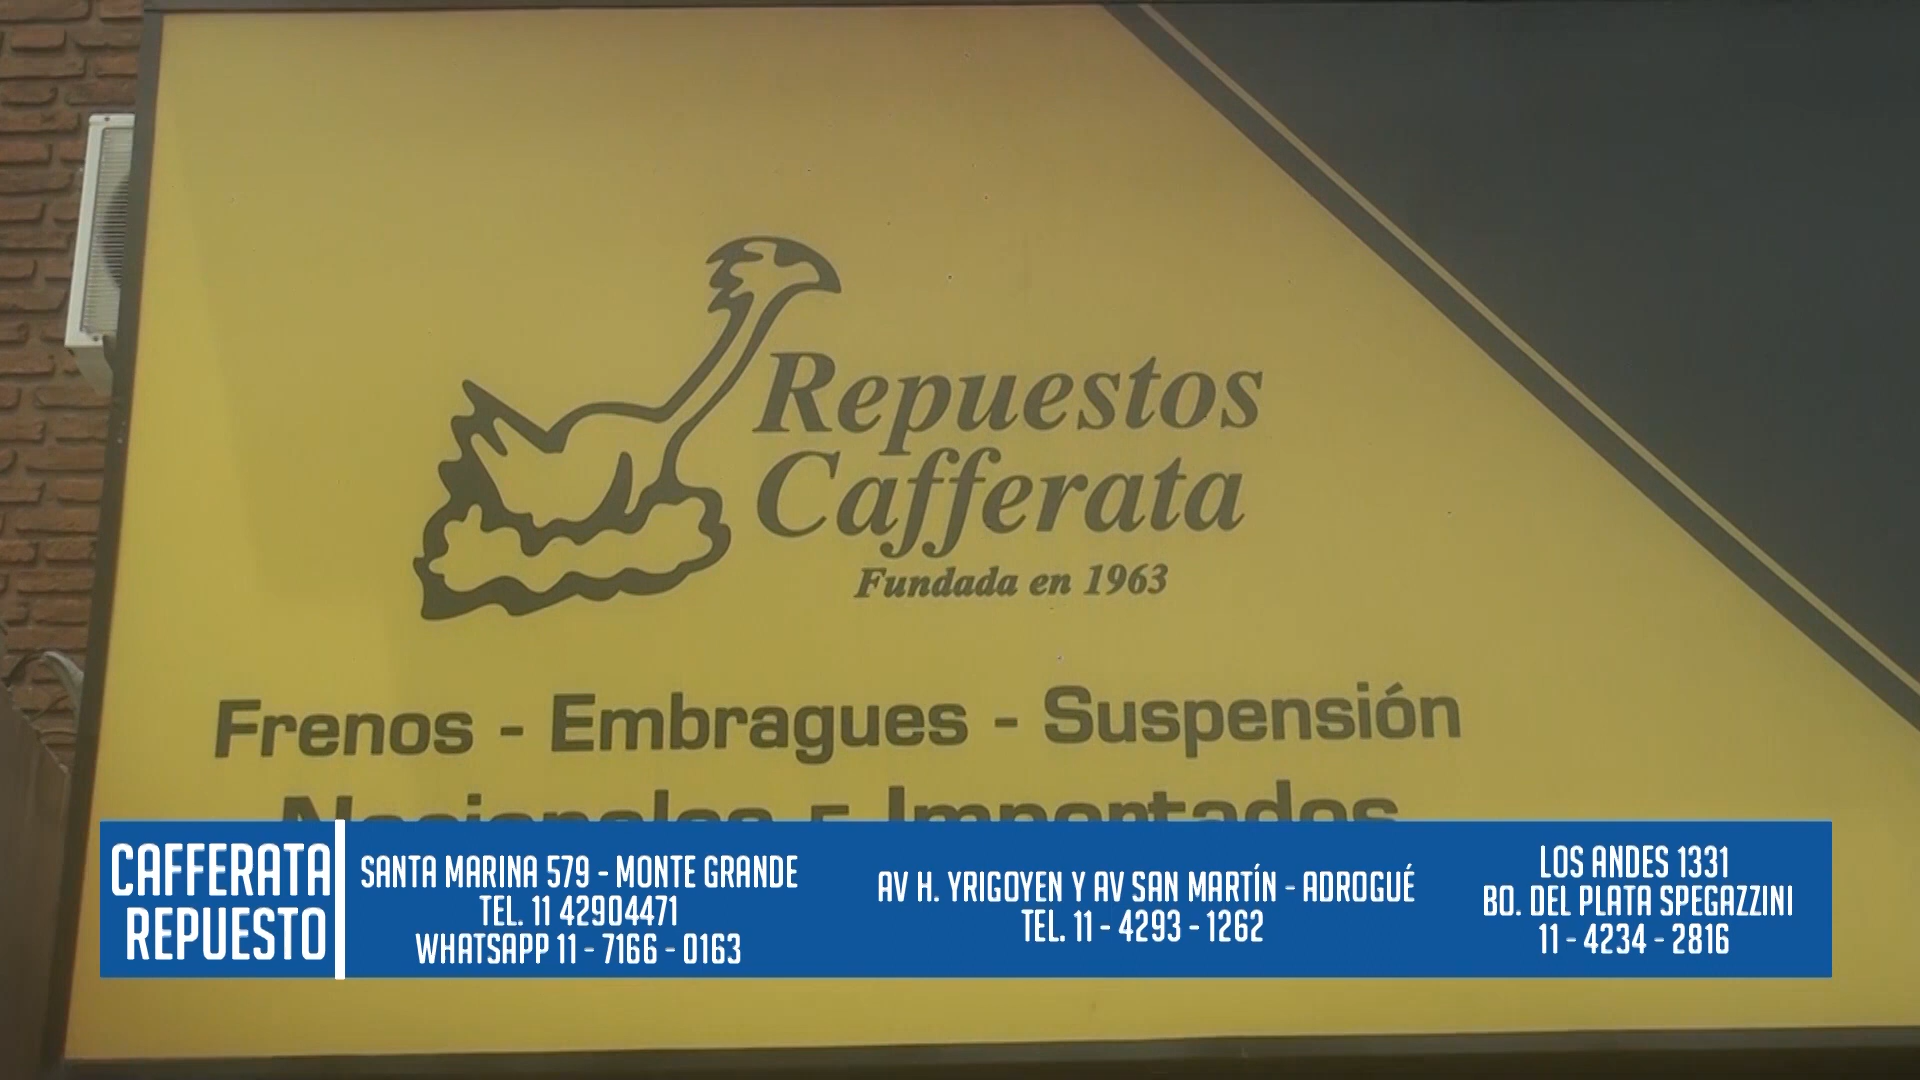 Repuestos
Cafferata
Fundada en 1963
Frenos - Embragues - Suspensión
Nacionales - Importados
CAFFERATA
REPUESTO
SANTA MARINA 579 - MONTE GRANDE
TEL. 11 42904471
WHATSAPP 11 - 7166 - 0163
AV H. YRIGOYEN Y AV SAN MARTÍN - ADROGUÉ
TEL. 11 - 4293 - 1262
LOS ANDES 1331
BO. DEL PLATA SPEGAZZINI
11 - 4234 - 2816